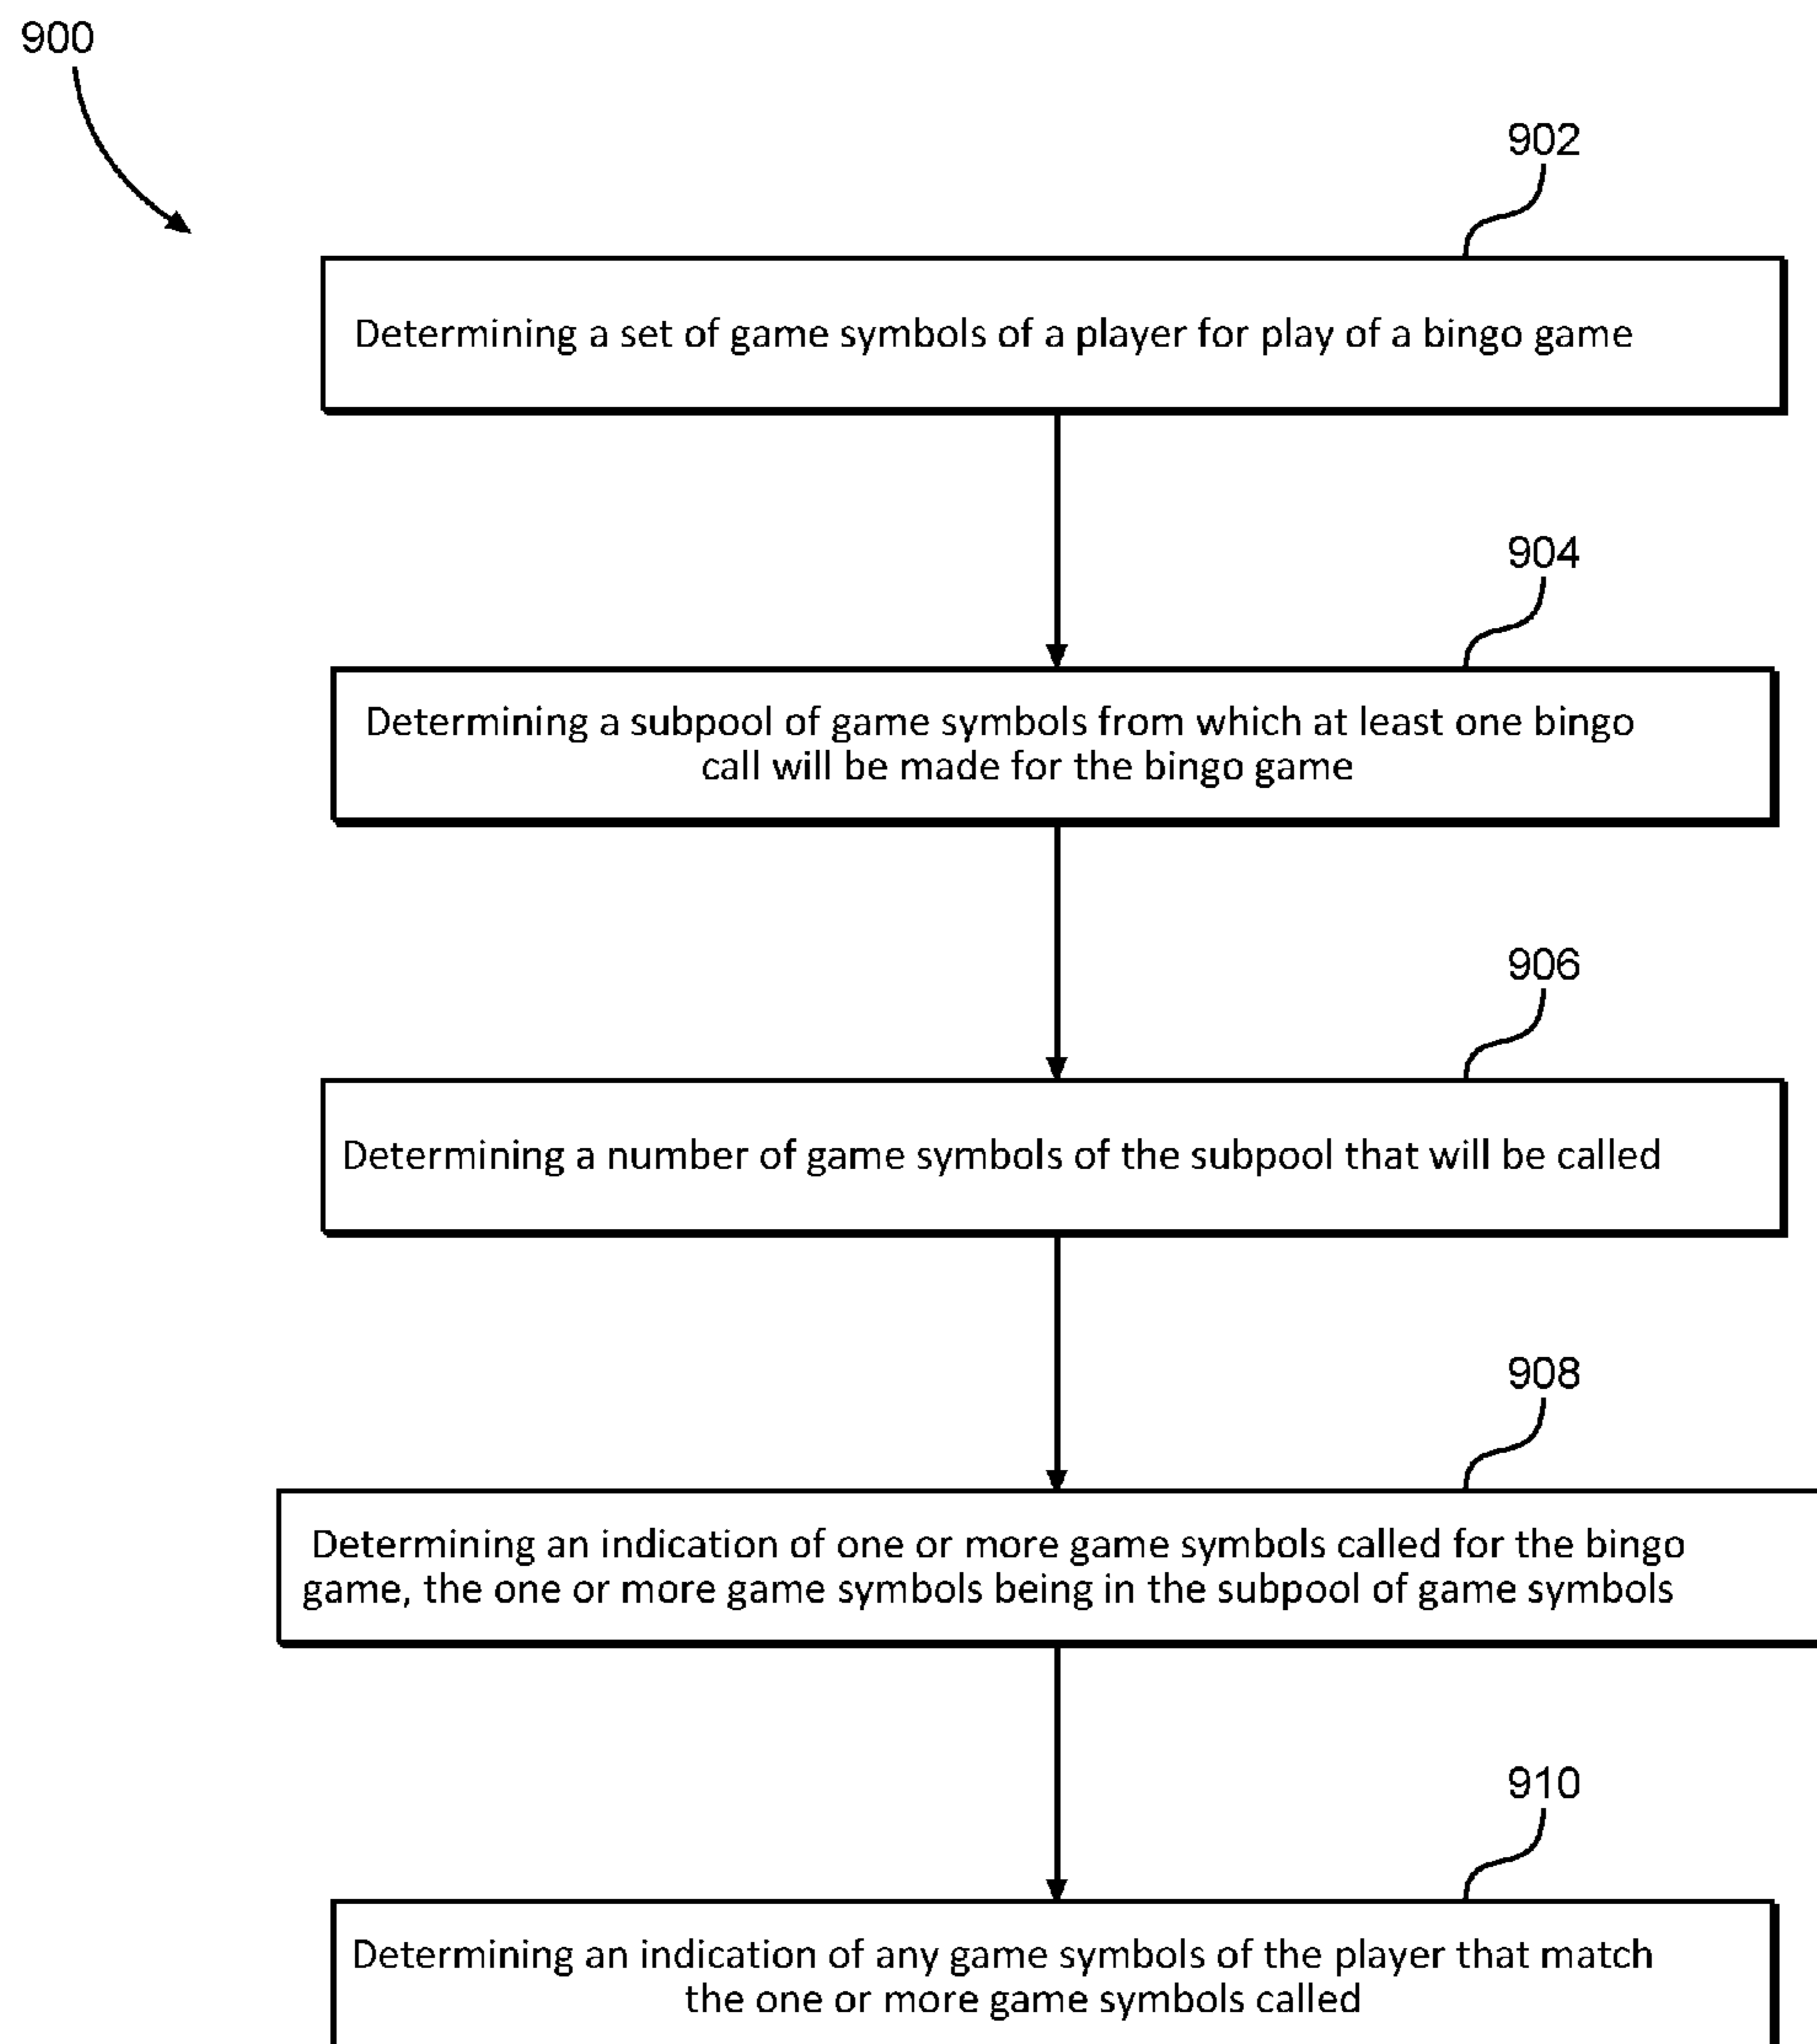 900
902
Determining a set of game symbols of a player for play of a bingo game
904
Determining a subpool of game symbols from which at least one bingo
call will be made for the bingo game
906
Determining a number of game symbols of the subpool that will be called
908
Determining an indication of one or more game symbols called for the bingo
game, the one or more game symbols being in the subpool of game symbols
910
Determining an indication of any game symbols of the player that match
the one or more game symbols called